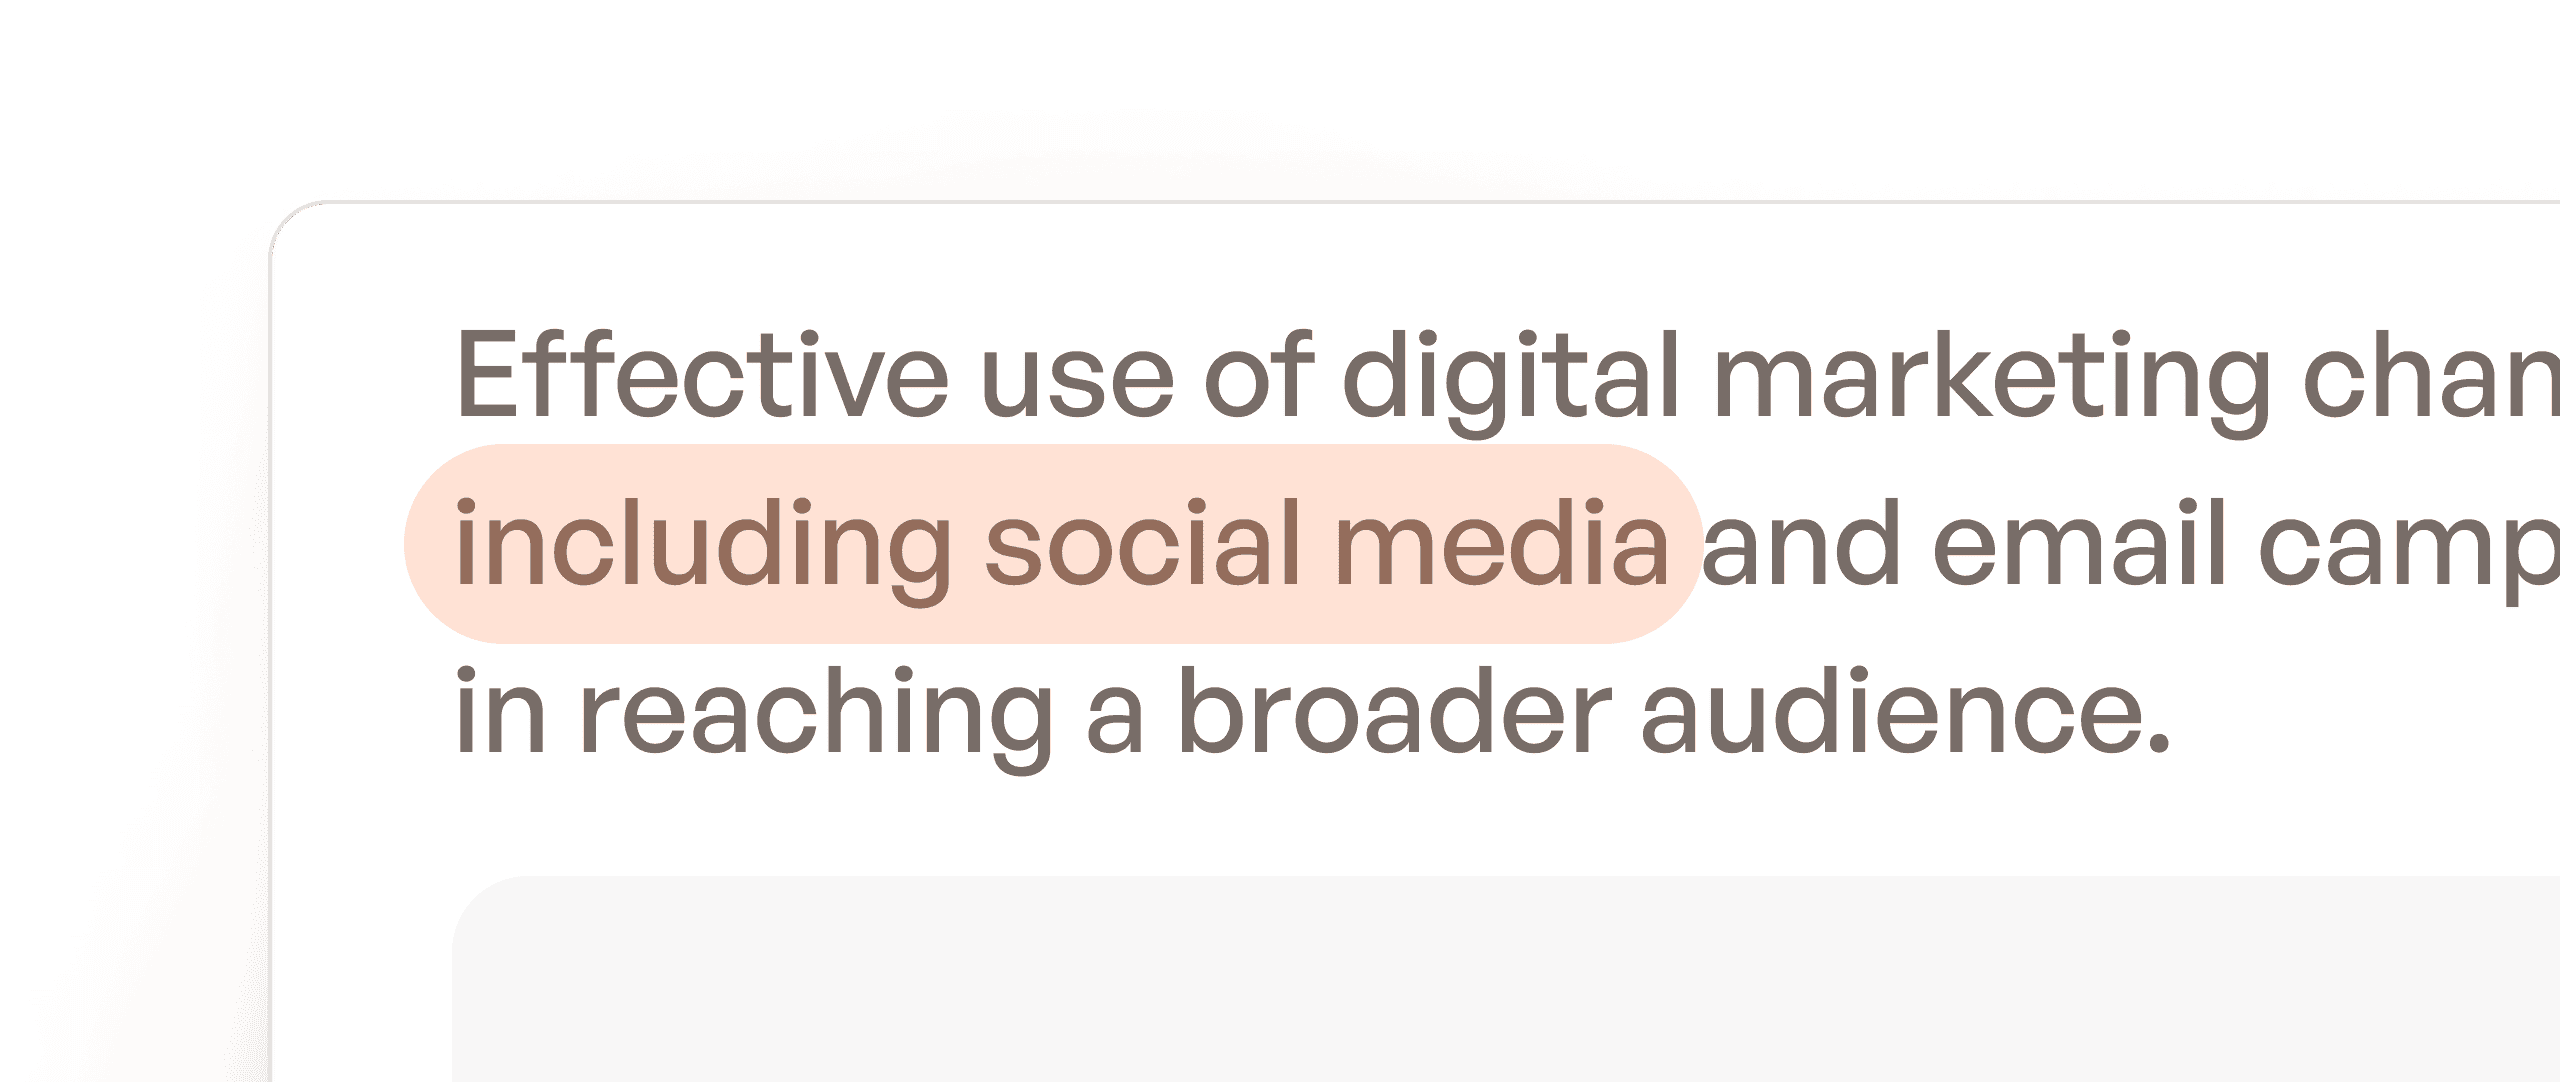 Effective use of digital marketing chan
including social media and email camp
in reaching a broader audience.